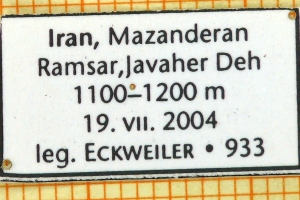 Iran, Mazanderan
Ramsar,Javaher Deh
1100–1200 m
19. VII. 2004
leg. ECKWEILER • 933